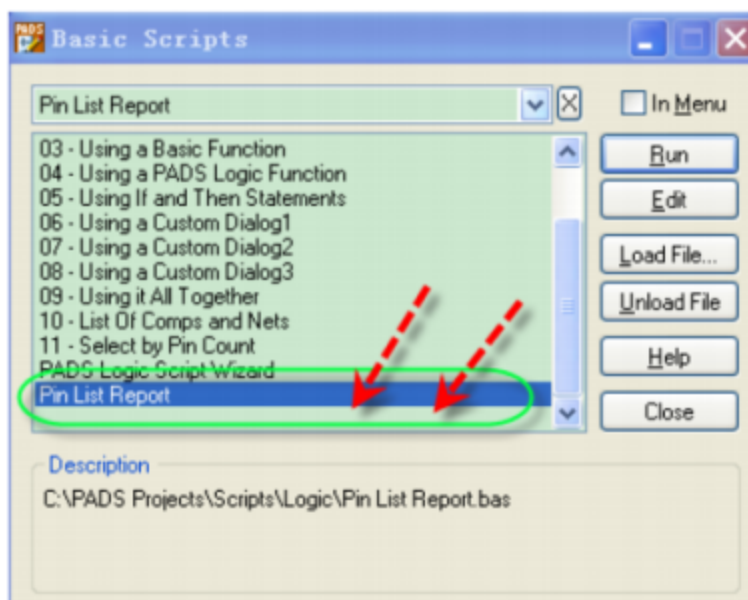 PADS
Basic Scripts
Pin List Report
In Menu
03 - Using a Basic Function
04 - Using a PADS Logic Function
05 - Using If and Then Statements
06 - Using a Custom Dialog1
07 - Using a Custom Dialog2
08 - Using a Custom Dialog3
09 - Using it All Together
10 - List Of Comps and Nets
11 - Select by Pin Count
PADS Logic Script Wizard
Pin List Report
Run
Edit
Load File...
Unload File
Help
Close
Description
C:\PADS Projects\Scripts\Logic\Pin List Report.bas